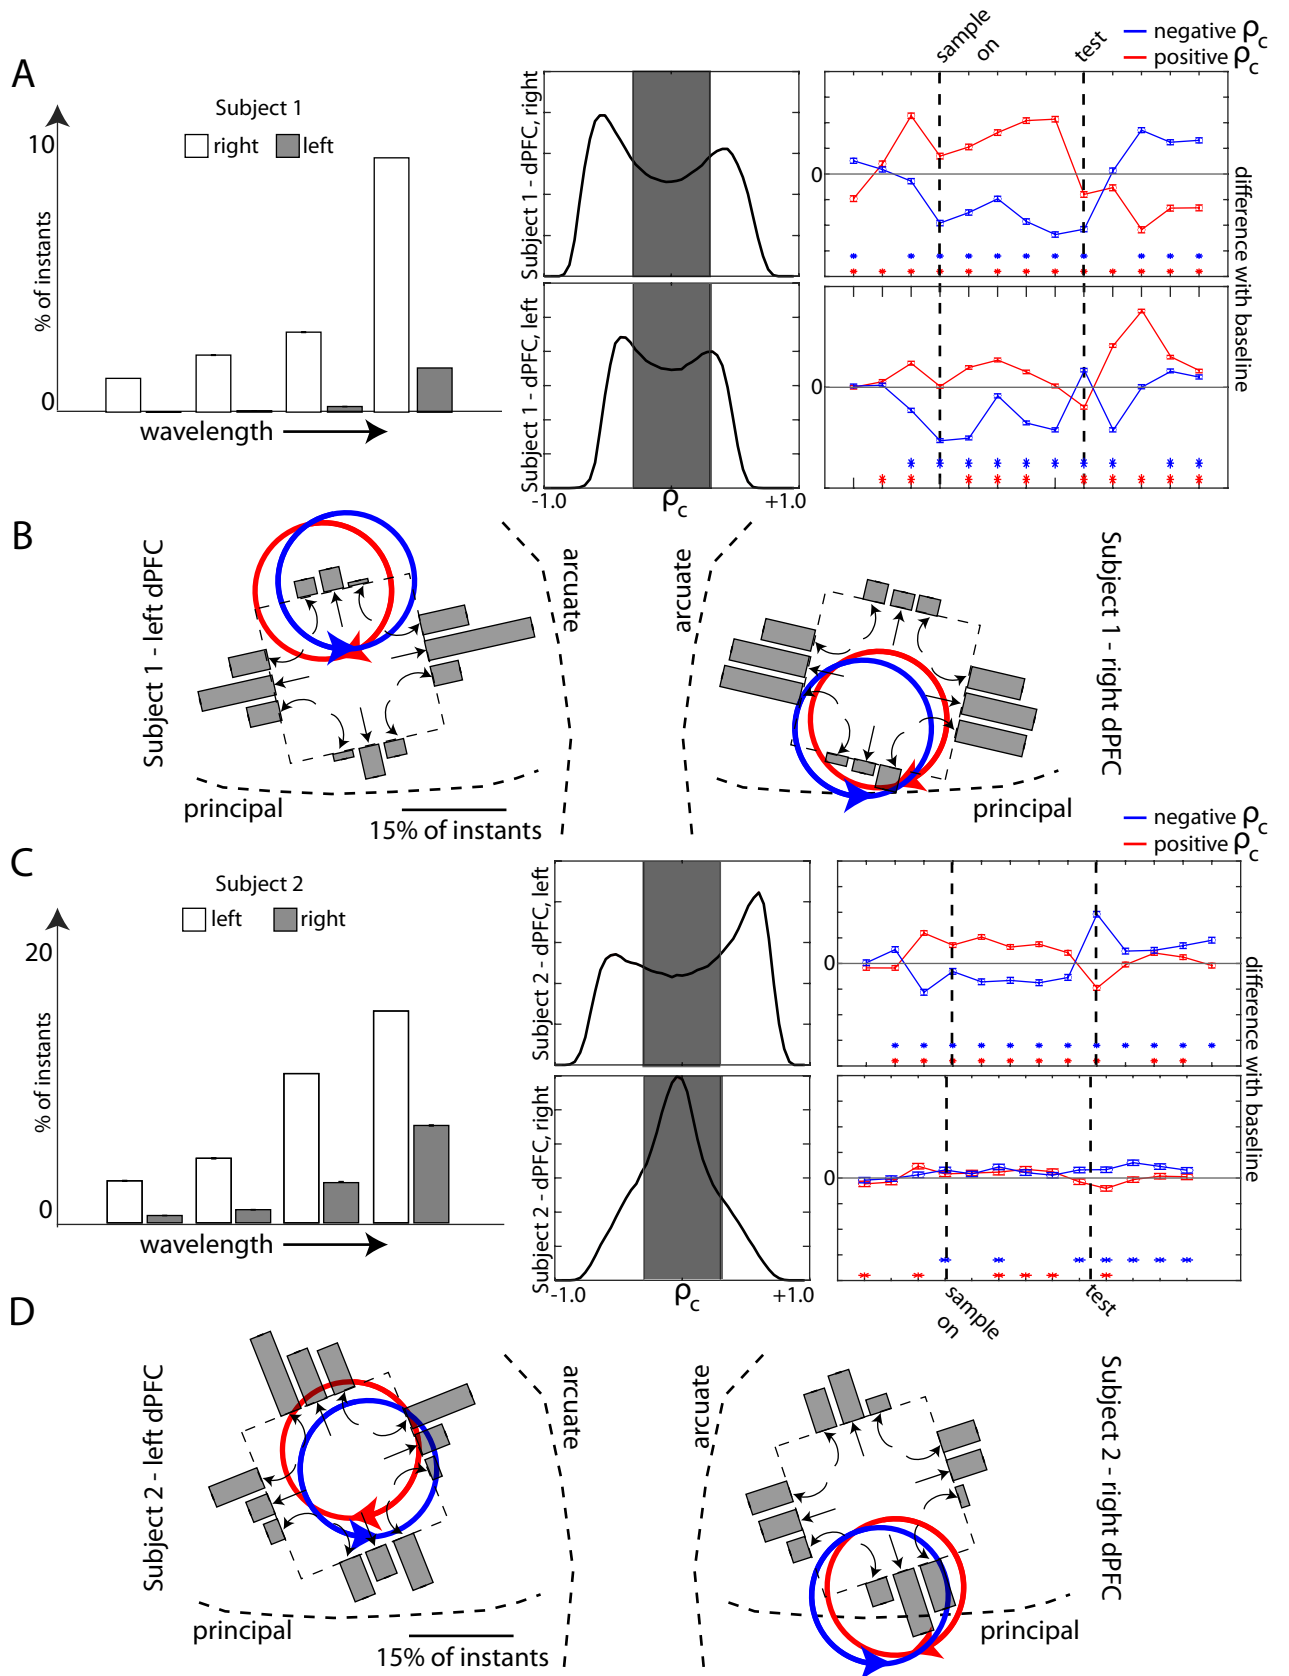 A
Subject 1
right
left
10
0
% of instants
wavelength
Subject 1 - dPFC, right
Subject 1 - dPFC, left
-1.0
ρc
+1.0
sample
on
test
negative ρc
positive ρc
0
0
difference with baseline
B
Subject 1 - left dPFC
arcuate
principal
15% of instants
arcuate
Subject 1 - right dPFC
principal
C
Subject 2
left
right
20
0
% of instants
wavelength
Subject 2 - dPFC, left
Subject 2 - dPFC, right
-1.0
ρc
+1.0
negative ρc
positive ρc
0
0
difference with baseline
sample
on
test
D
Subject 2 - left dPFC
arcuate
principal
15% of instants
arcuate
Subject 2 - right dPFC
principal